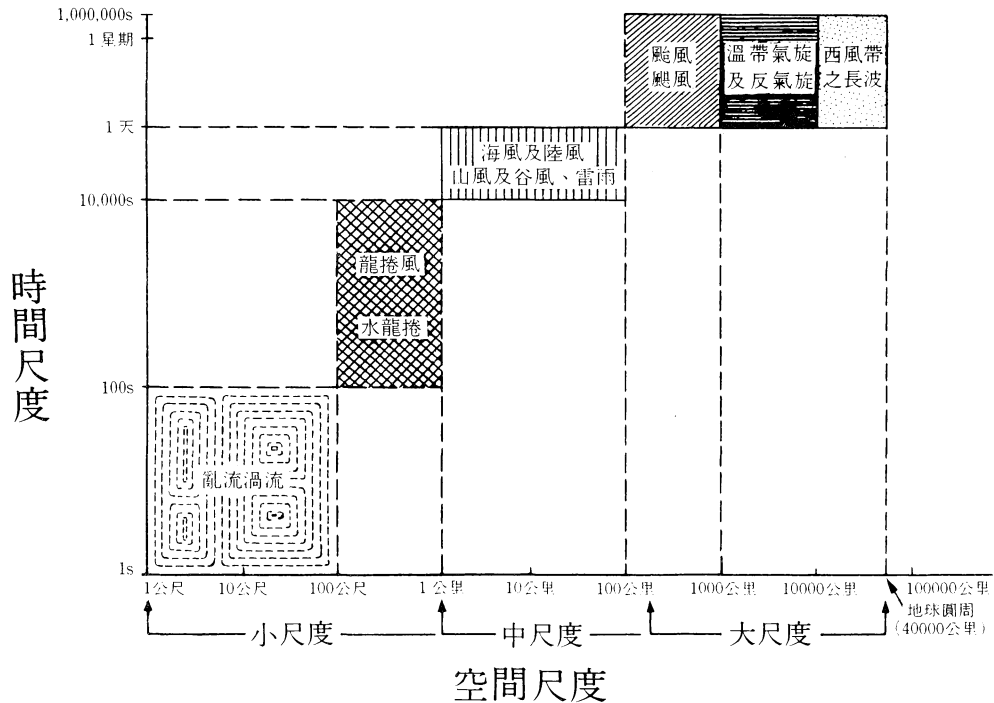 1,000,000s
1星期
1天
10,000s
100s
1s
時間尺度
颱風
颶風
溫帶氣旋
及反氣旋
西風帶
之長波
海風及陸風
山風及谷風、雷雨
龍捲風
水龍捲
亂流渦流
1公尺
10公尺
100公尺
1公里
10公里
100公里
1000公里
10000公里
100000公里
地球圓周
(40000公里)
小尺度
中尺度
大尺度
空間尺度